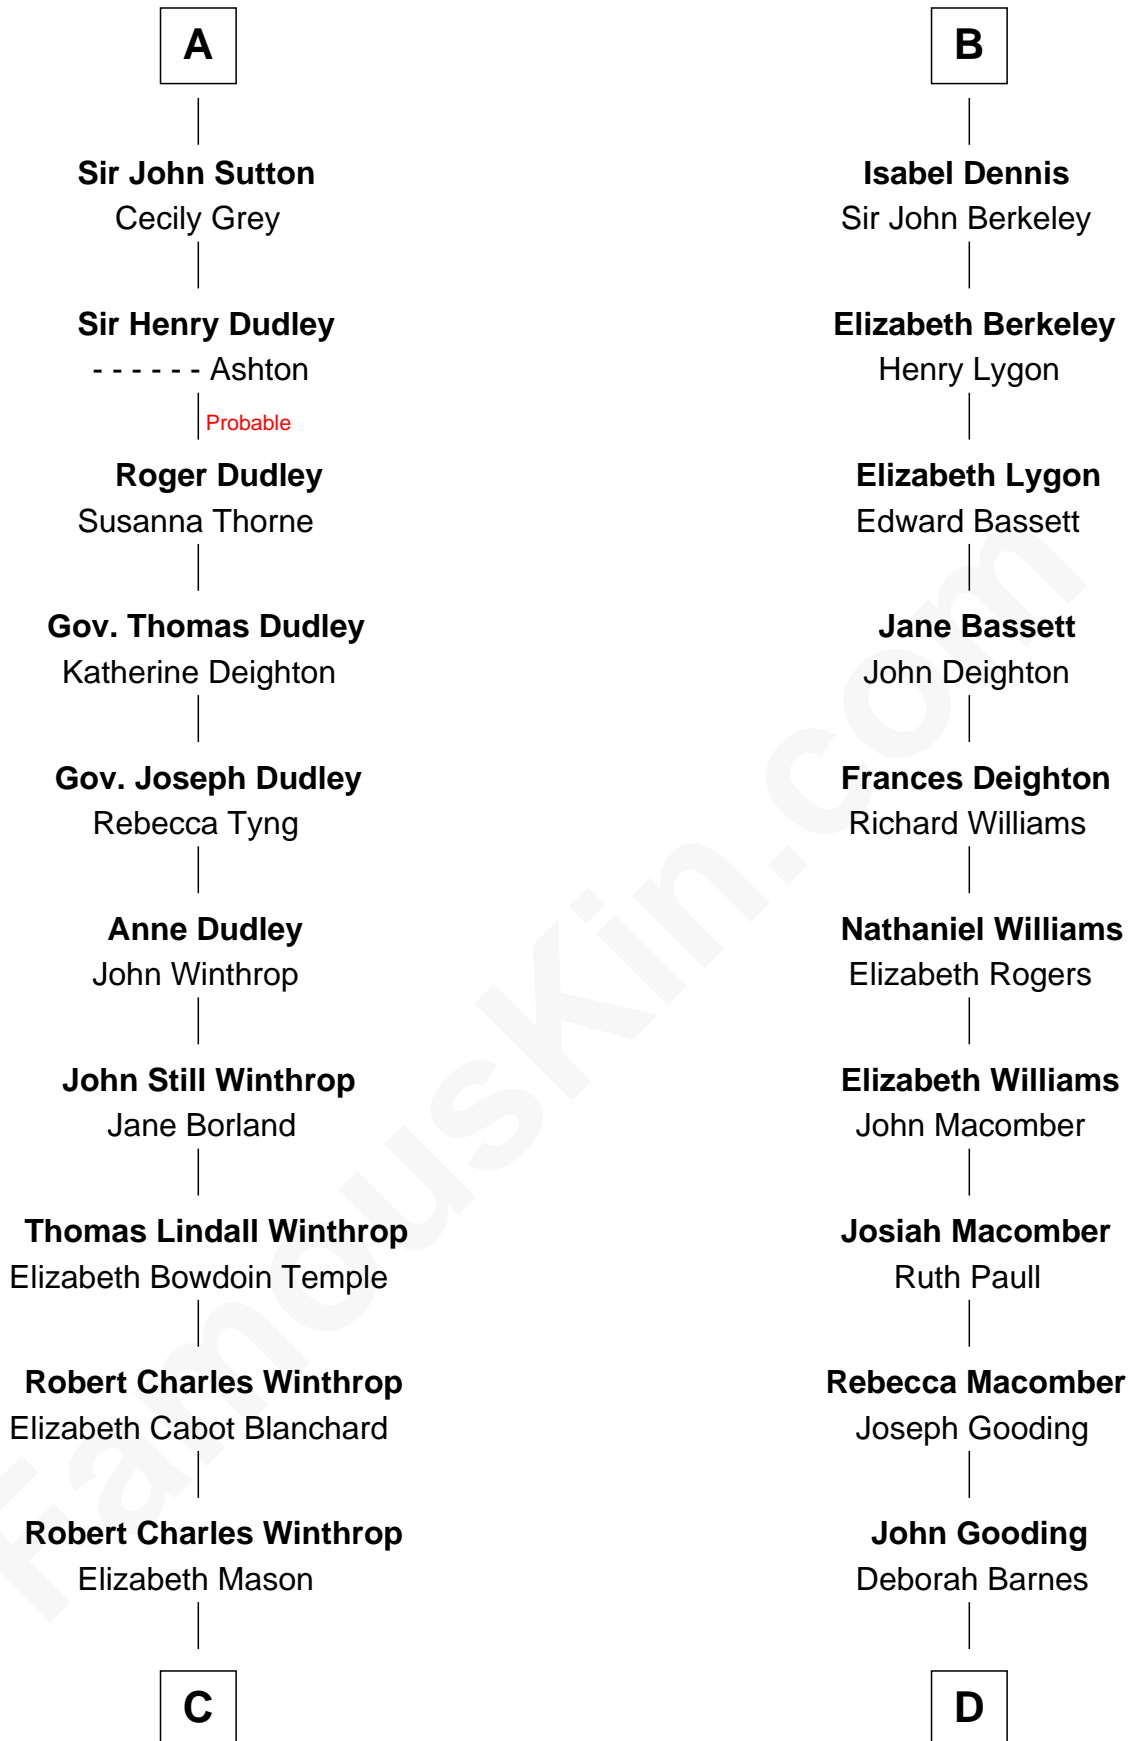 A
Sir John Sutton
Cecily Grey
Sir Henry Dudley
- - - - - - Ashton
Probable
Roger Dudley
Susanna Thorne
Gov. Thomas Dudley
Katherine Deighton
Gov. Joseph Dudley
Rebecca Tyng
Anne Dudley
John Winthrop
John Still Winthrop
Jane Borland
Thomas Lindall Winthrop
Elizabeth Bowdoin Temple
Robert Charles Winthrop
Elizabeth Cabot Blanchard
Robert Charles Winthrop
Elizabeth Mason
C
B
Isabel Dennis
Sir John Berkeley
Elizabeth Berkeley
Henry Lygon
Elizabeth Lygon
Edward Bassett
Jane Bassett
John Deighton
Frances Deighton
Richard Williams
Nathaniel Williams
Elizabeth Rogers
Elizabeth Williams
John Macomber
Josiah Macomber
Ruth Paull
Rebecca Macomber
Joseph Gooding
John Gooding
Deborah Barnes
D
FamousKin.com